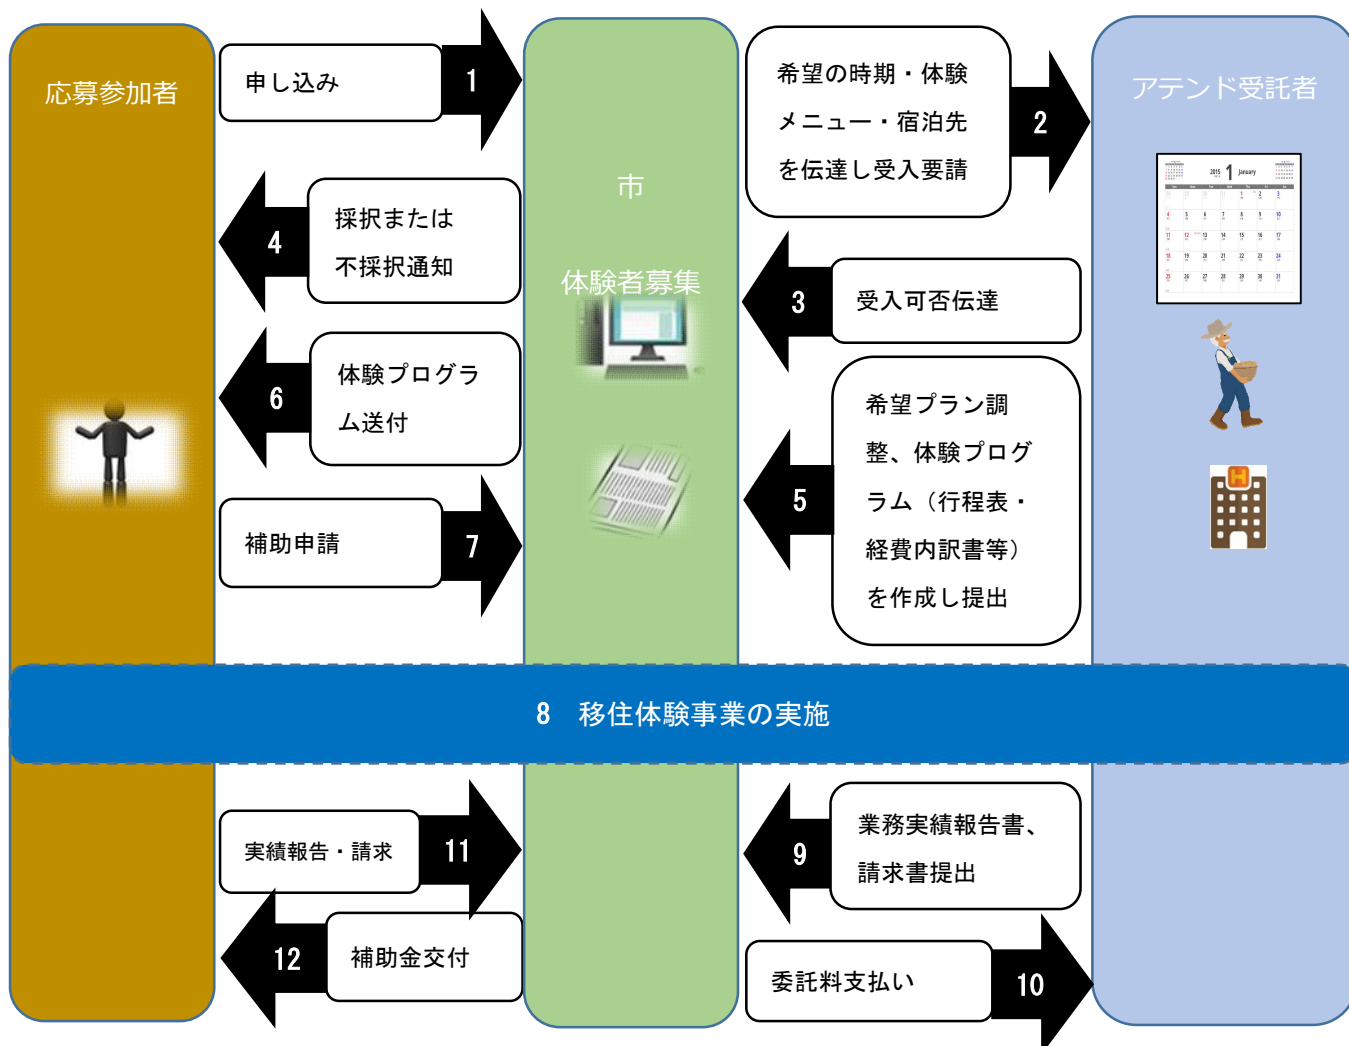 応募参加者
申し込み
1
市
体験者募集
希望の時期・体験
メニュー・宿泊先
を伝達し受入要請
2
アテンド受託者
2015 1 January
3
受入可否伝達
4
採択または
不採択通知
5
希望プラン調
整、体験プログ
ラム（行程表・
経費内訳書等）
を作成し提出
6
体験プログラ
ム送付
補助申請
7
H
8 移住体験事業の実施
9
業務実績報告書、
請求書提出
委託料支払い
10
実績報告・請求
11
12
補助金交付